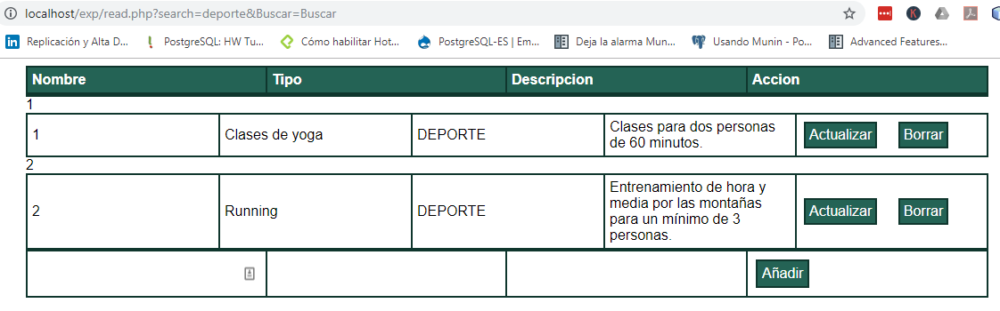 localhost/exp/read.php?search=deporte&Buscar=Buscar
Replicación y Alta D... PostgreSQL: HW Tu... Cómo habilitar Hot... PostgreSQL-ES | Em... Deja la alarma Mun... Usando Munin - Po... Advanced Features...
Nombre Tipo Descripcion Accion
1
1 Clases de yoga DEPORTE Clases para dos personas
de 60 minutos. Actualizar Borrar
2
2 Running DEPORTE Entrenamiento de hora y
media por las montañas
para un mínimo de 3
personas. Actualizar Borrar
Añadir